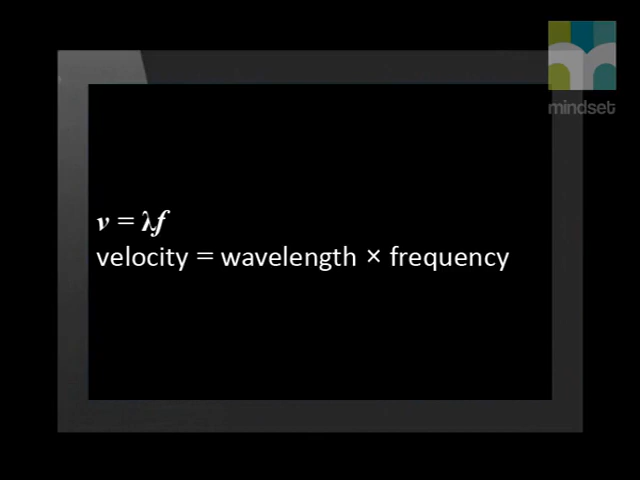 mindset
v = λf
velocity = wavelength × frequency